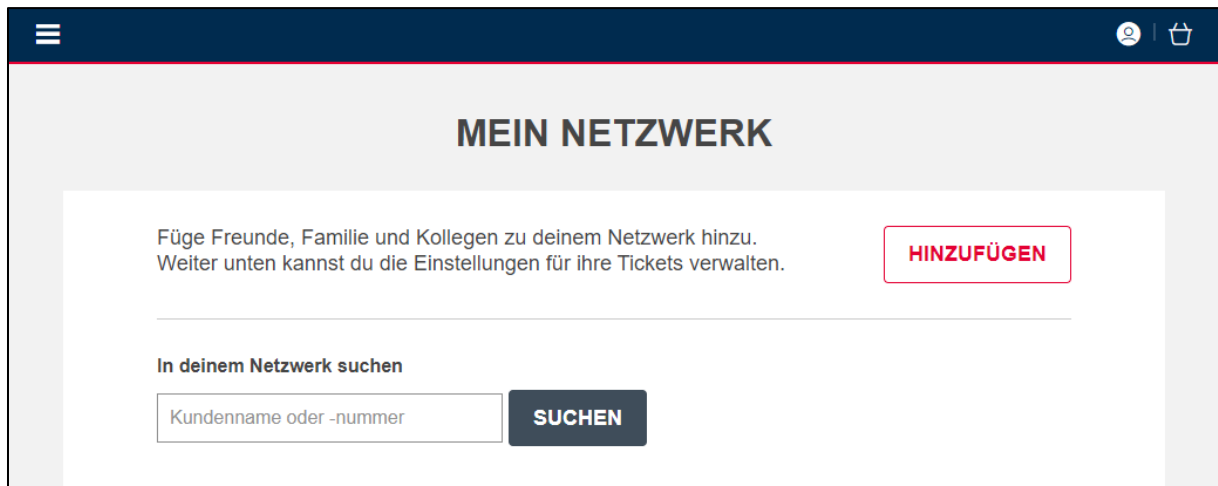 MEIN NETZWERK
Füge Freunde, Familie und Kollegen zu deinem Netzwerk hinzu.
Weiter unten kannst du die Einstellungen für ihre Tickets verwalten.
HINZUFÜGEN
In deinem Netzwerk suchen
Kundenname oder -nummer
SUCHEN